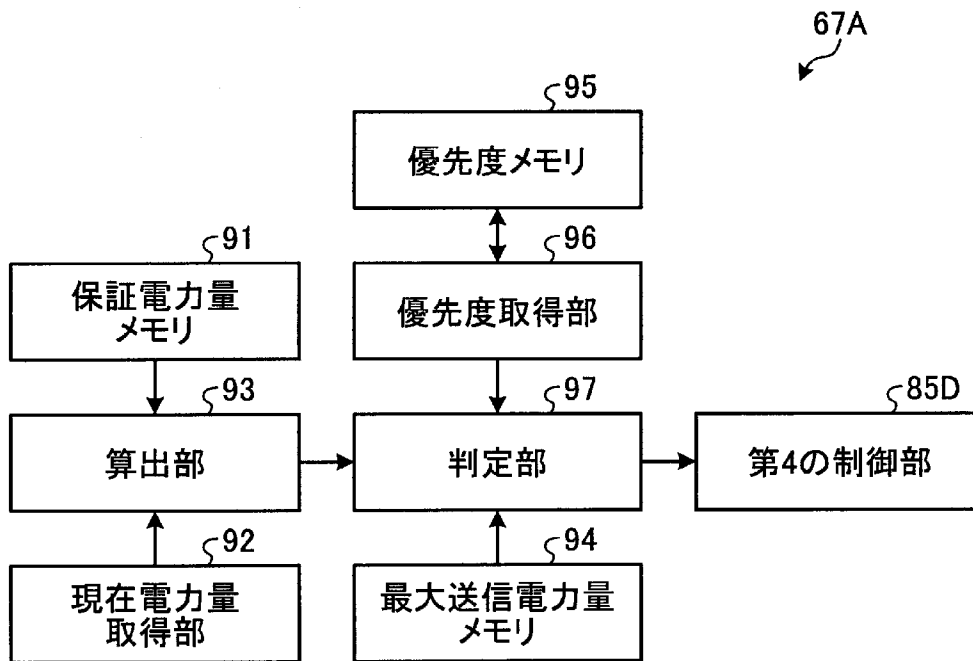 67A
95
優先度メモリ
91
96
保証電力量
メモリ
優先度取得部
93
97
85D
算出部
判定部
第4の制御部
92
94
現在電力量
取得部
最大送信電力量
メモリ